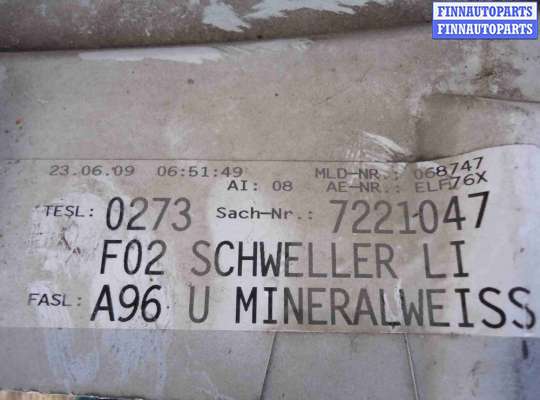 FINNAUTOPARTS
FINNAUTOPARTS
23.06.09 06:51:49 MLD-NR.: 068747
AI: 08 AE-NR.: ELFI76X
TESL: 0273 Sach-Nr.: 7221047
F02 SCHWELLER LI
FASL: A96 U MINERALWEISS